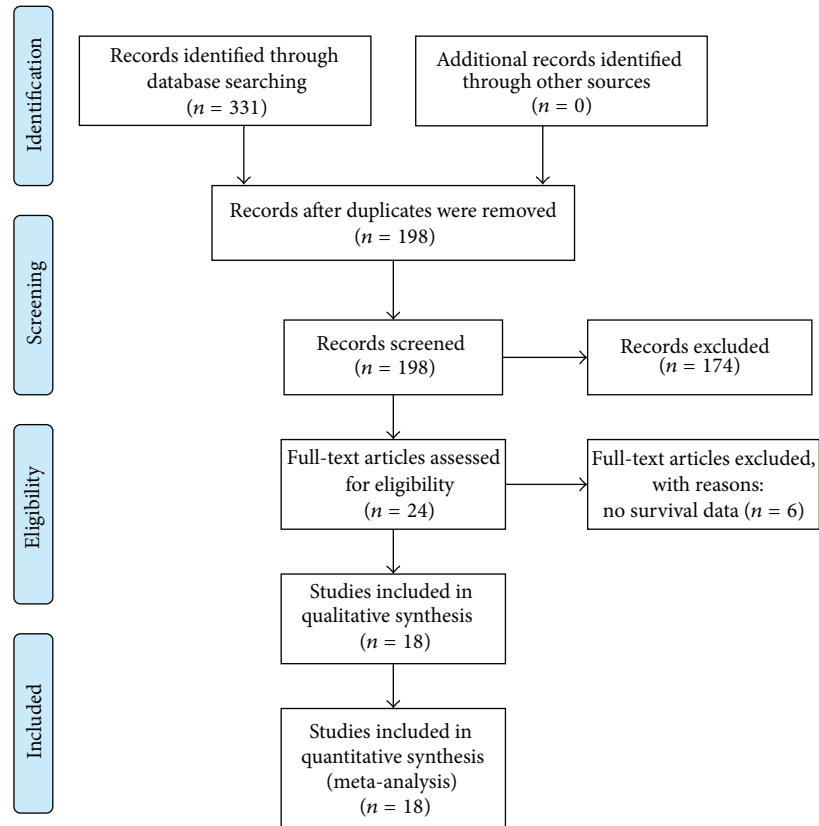 Identification
Records identified through
database searching
(n = 331)
Additional records identified
through other sources
(n = 0)
Records after duplicates were removed
(n = 198)
Screening
Records screened
(n = 198)
Records excluded
(n = 174)
Eligibility
Full-text articles assessed
for eligibility
(n = 24)
Full-text articles excluded,
with reasons:
no survival data (n = 6)
Studies included in
qualitative synthesis
(n = 18)
Included
Studies included in
quantitative synthesis
(meta-analysis)
(n = 18)